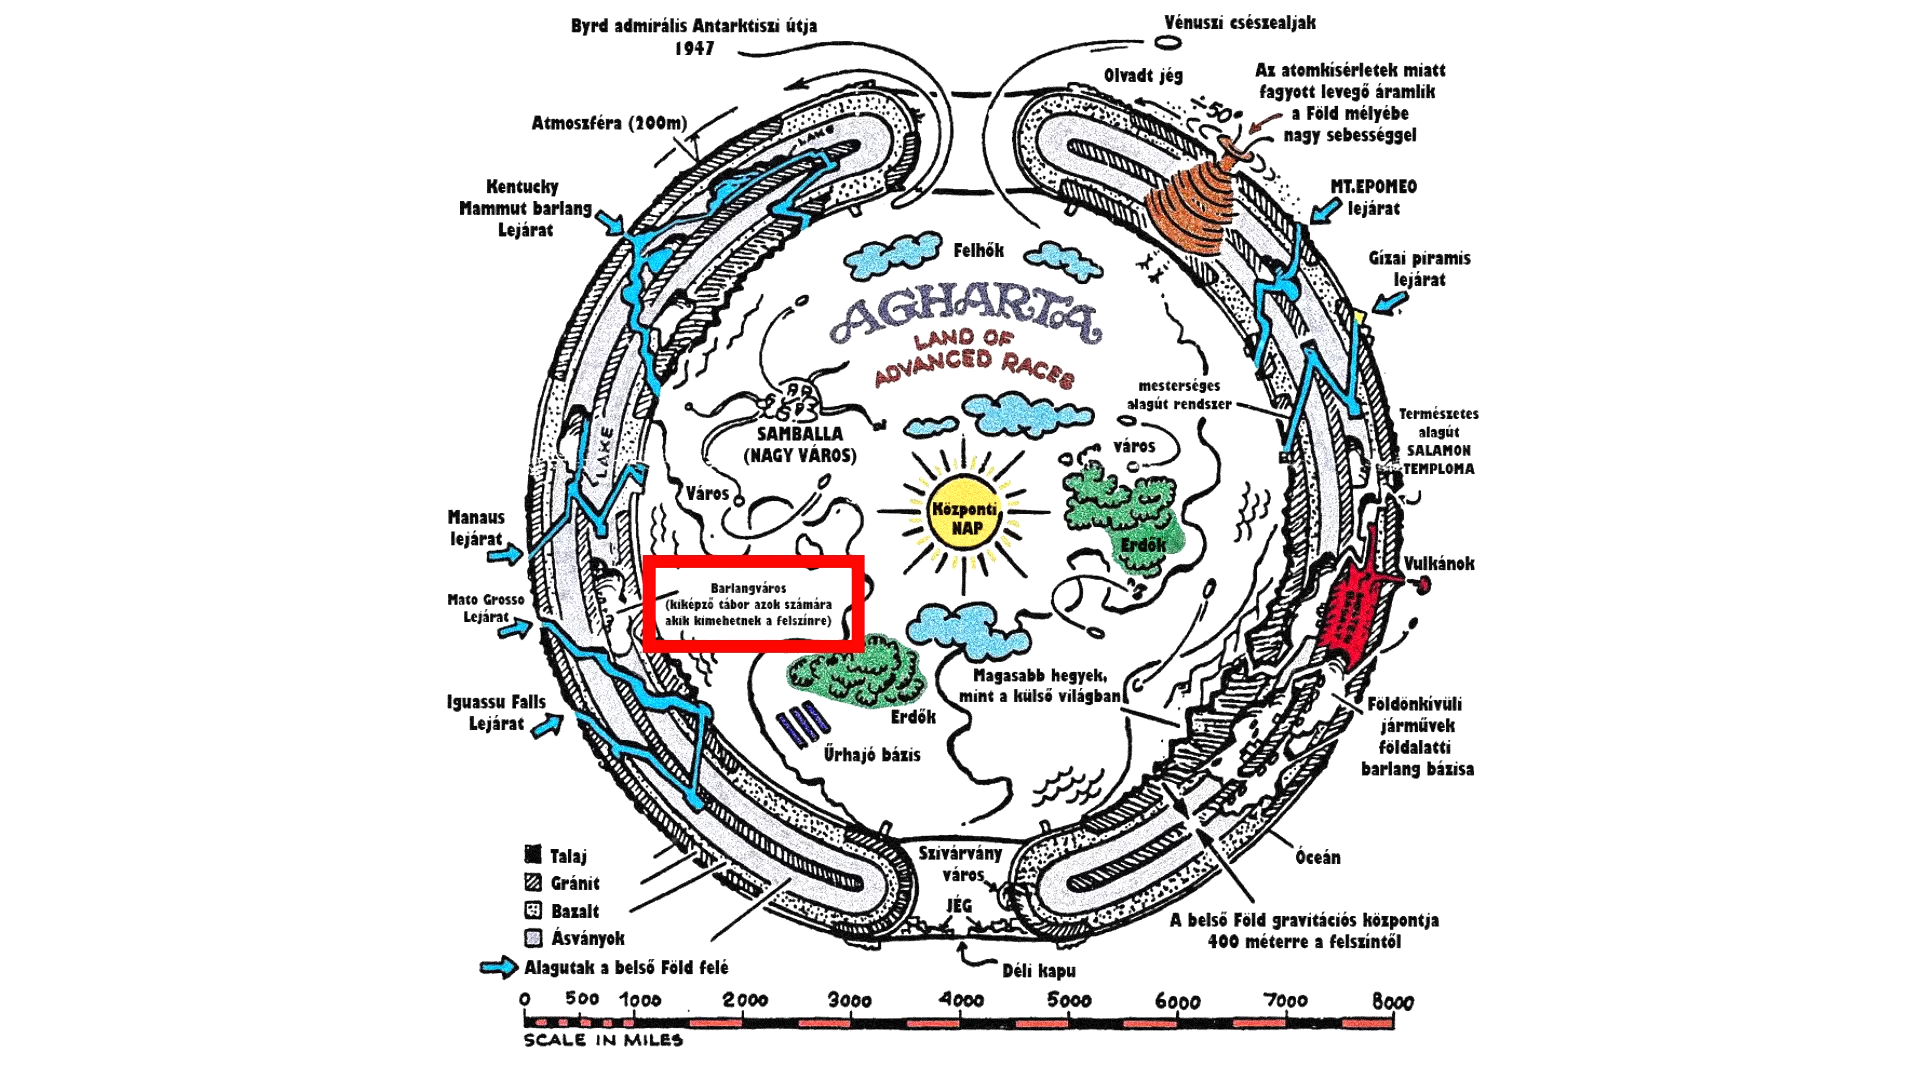 Byrd admirális Antarktiszi útja
1947
Vénuszi csészealjak
Olvadt jég
÷50°
Az atomkísérletek miatt
fagyott levegő áramlik
a Föld mélyébe
nagy sebességgel
Atmoszféra (200m)
LAKE
Kentucky
Mammut barlang
Lejárat
MT.EPOMEO
lejárat
Gízai piramis
lejárat
Felhők
AGHARTA
LAND OF
ADVANCED RACES
mesterséges
alagút rendszer
Természetes
alagút
SALAMON
TEMPLOMA
SAMBALLA
(NAGY VÁROS)
LAKE
város
Város
Központi
NAP
Manaus
lejárat
Erdők
Vulkánok
Barlangváros
(kiképző tábor azok számára
akik kimehetnek a felszínre)
Mato Grosso
Lejárat
Magasabb hegyek,
mint a külső világban
Iguassu Falls
Lejárat
Erdők
Űrhajó bázis
Földönkívüli
járművek
földalatti
barlang bázisa
Szivárvány
város
JÉG
Óceán
Talaj
Gránit
Bazalt
Ásványok
Alagutak a belső Föld felé
A belső Föld gravitációs központja
400 méterre a felszíntől
Déli kapu
0 500 1000 2000 3000 4000 5000 6000 7000 8000
SCALE IN MILES